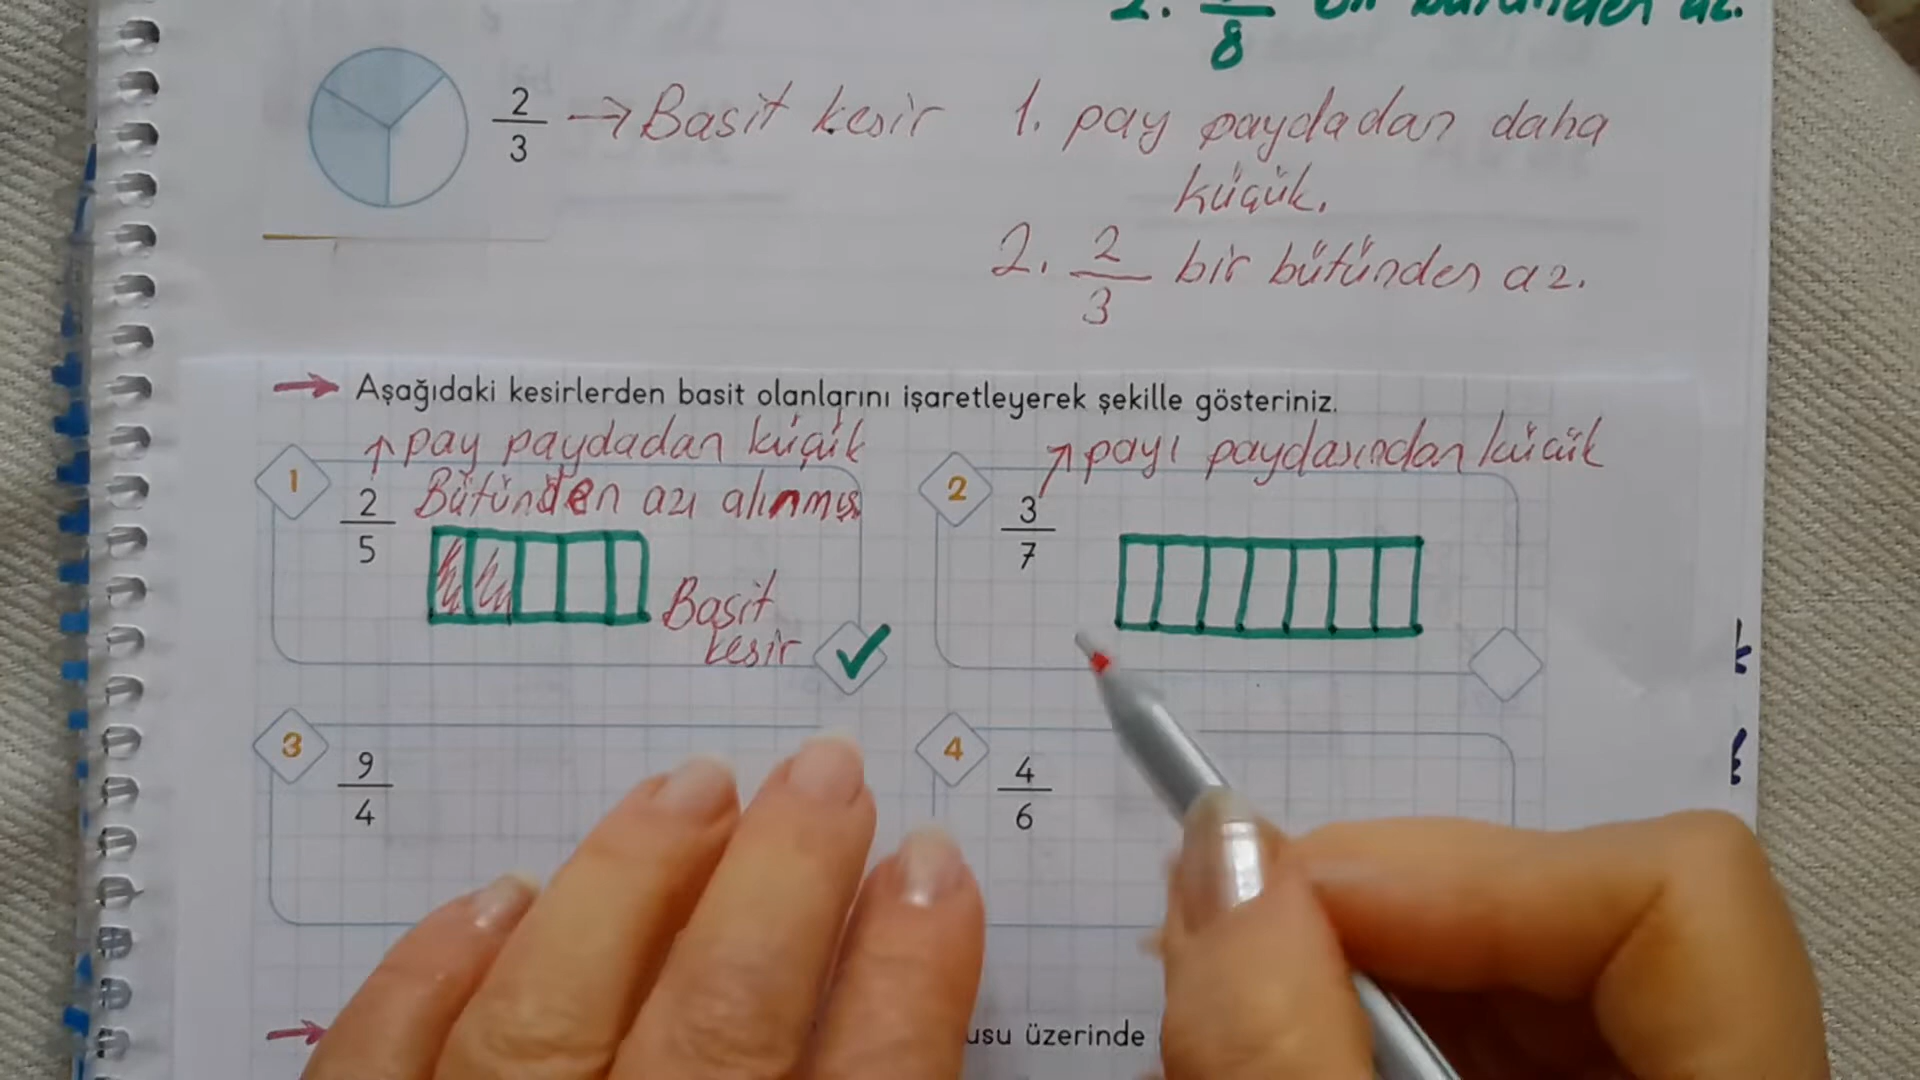 8
2
3
→ Basit kesir
1. pay paydadan daha
küçük.
2. 2/3 bir bütünden az.
Aşağıdaki kesirlerden basit olanlarını işaretleyerek şekille gösteriniz.
1
pay paydadan küçük
2
5
Bütünden azı alınmış
Basit
kesir
2
payı paydasından küçük
3
7
3
9
4
4
4
6
üzerinde